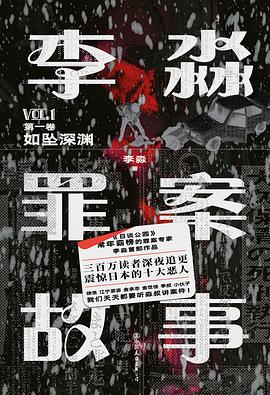 李淼
VOL.1
第一卷
如坠深渊
李淼
著
罪案
《日谈公园》
常年霸榜的罪案专家
李淼首部作品
三百万读者深夜追更
震惊日本的十大恶人
我们天天都要听淼叔讲案件!
故事